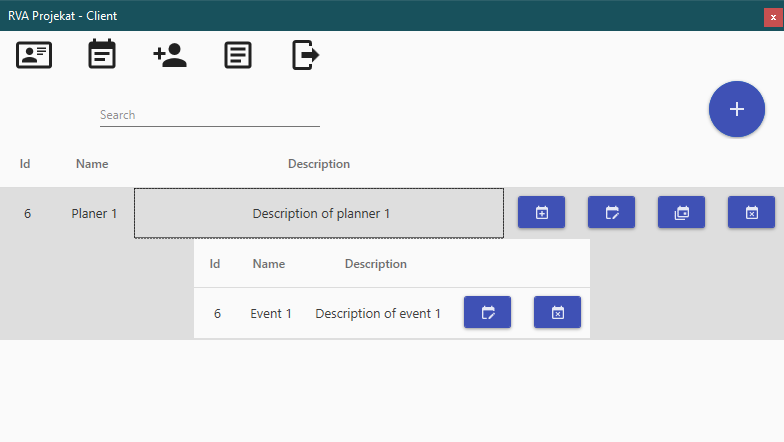 RVA Projekat - Client
x
Search
Id Name Description
6 Planer 1 Description of planner 1
Id Name Description
6 Event 1 Description of event 1